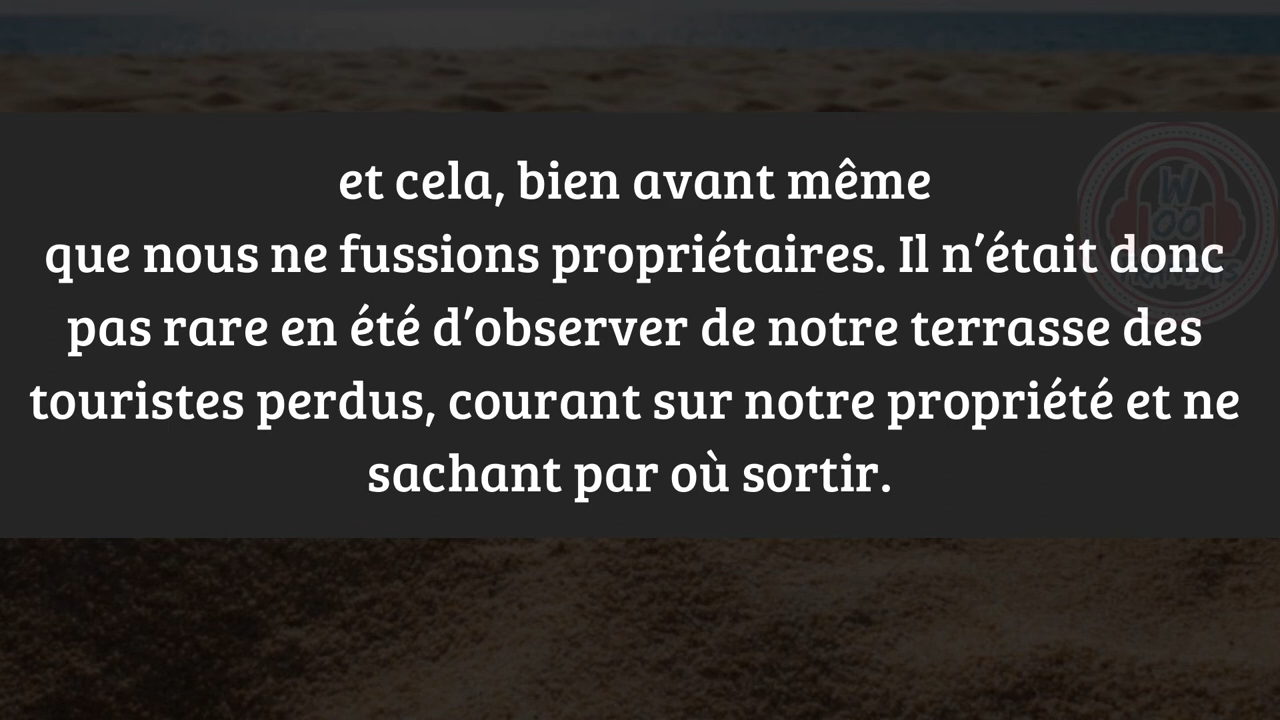 et cela, bien avant même
que nous ne fussions propriétaires. Il n’était donc
pas rare en été d’observer de notre terrasse des
touristes perdus, courant sur notre propriété et ne
sachant par où sortir.